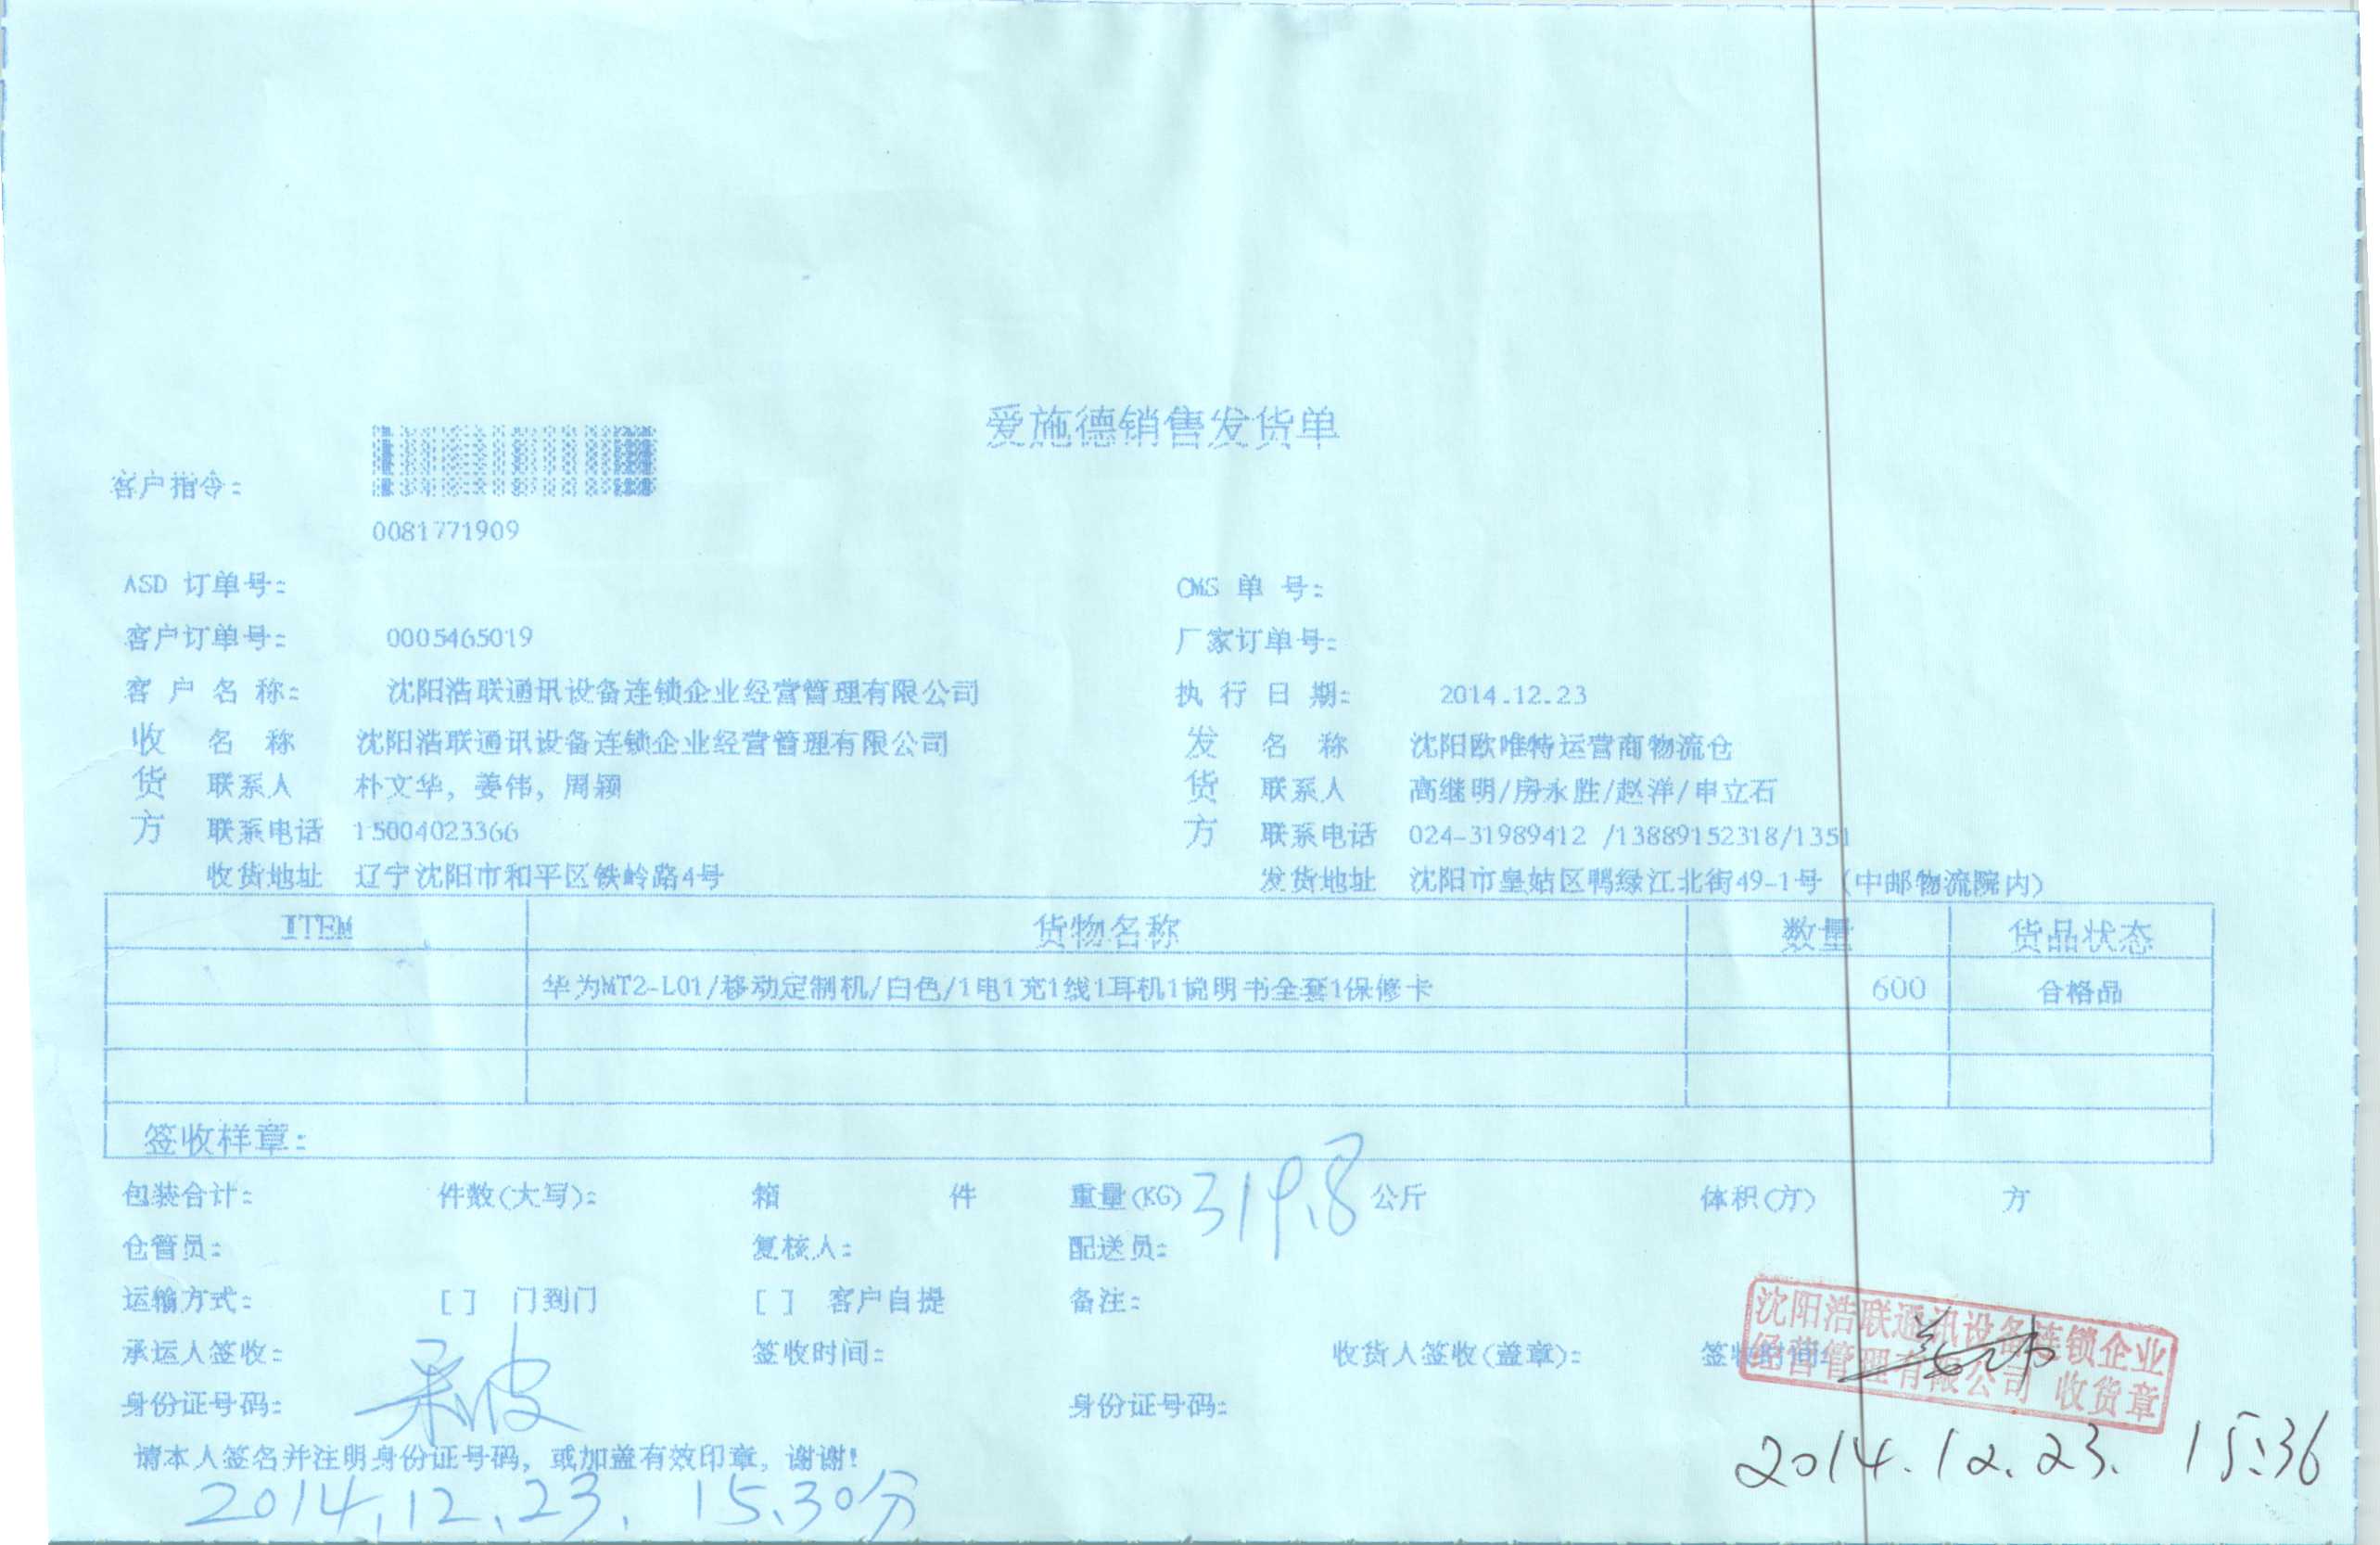 爱施德销售发货单
客户指令:
0081771909
ASD 订单号: CMS 单 号:
客户订单号: 0005465019 厂家订单号:
客 户 名 称: 沈阳浩联通讯设备连锁企业经营管理有限公司 执 行 日 期: 2014.12.23
收 名 称 沈阳浩联通讯设备连锁企业经营管理有限公司 发 名 称 沈阳欧唯特运营商物流仓
货 联系人 朴文华, 姜伟, 周颖 货 联系人 高继明/房永胜/赵洋/申立石
方 联系电话 15004023366 方 联系电话 024-31989412 /13889152318/1351
收货地址 辽宁沈阳市和平区铁岭路4号 发货地址 沈阳市皇姑区鸭绿江北街49-1号 (中邮物流院内)
ITEM 货物名称 数量 货品状态
华为MT2-L01/移动定制机/白色/1电1充1线1耳机1说明书全套1保修卡 600 合格品
签收样章:
包装合计: 件数(大写): 箱 件 重量(KG) 319.8 公斤 体积(方) 方
仓管员: 复核人: 配送员:
运输方式: [ ] 门到门 [ ] 客户自提 备注:
承运人签收: 签收时间: 收货人签收(盖章): 签收时间:
沈阳浩联通讯设备连锁企业
经营管理有限公司 收货章
身份证号码: 身份证号码:
请本人签名并注明身份证号码, 或加盖有效印章, 谢谢!
2014.12.23. 15:36
2014.12.23. 15.30分